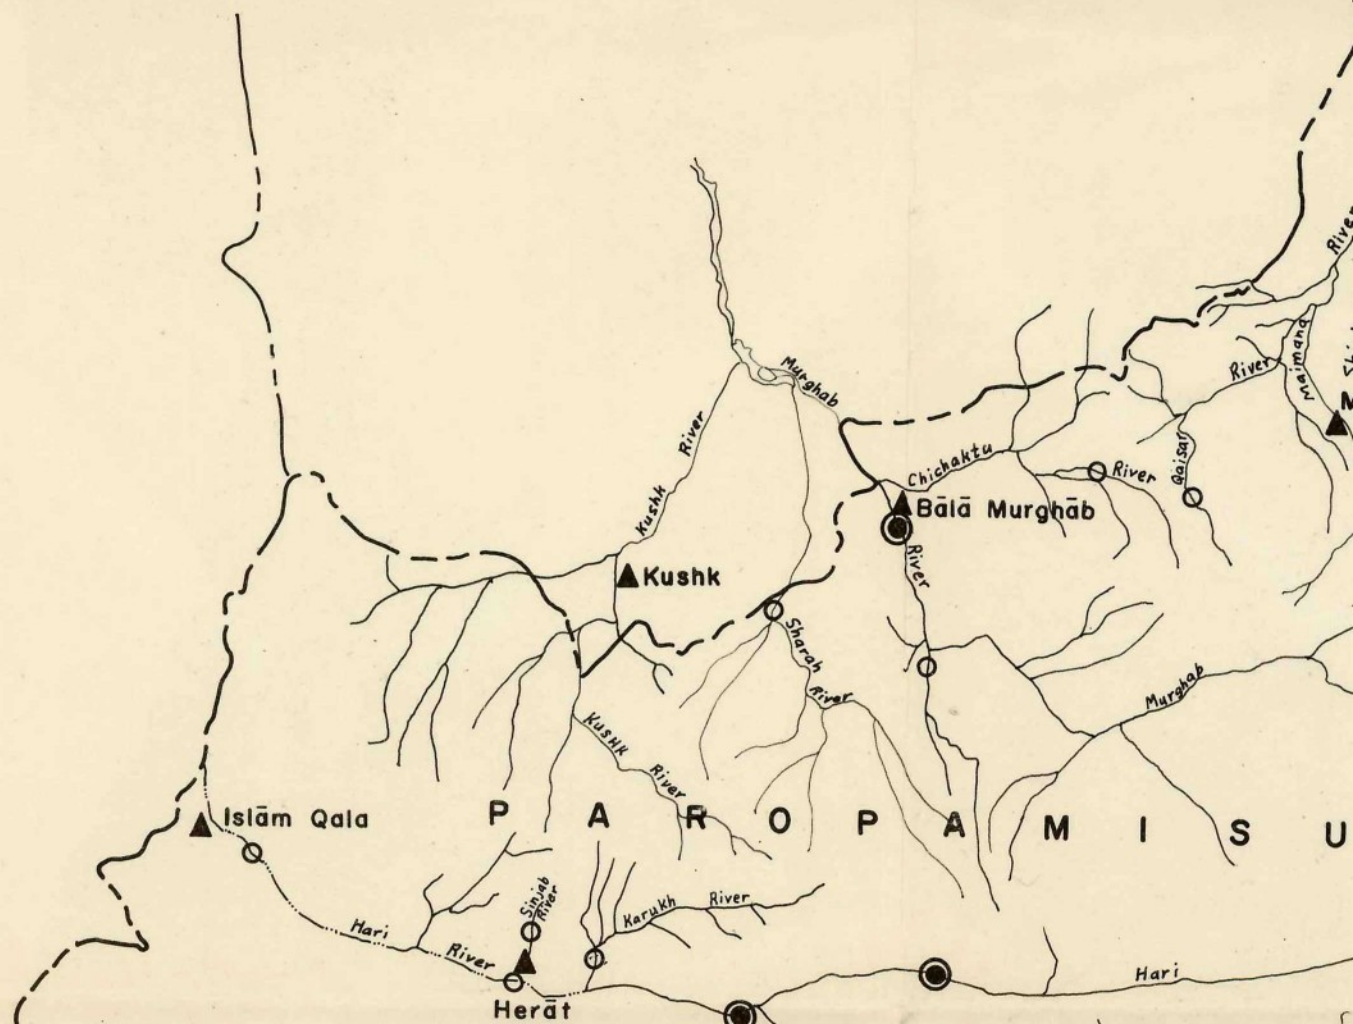 River
Murghab
Maimana
River
Kushk River
Chichaktu
River
Qaisar
Bālā Murghāb
River
Kushk
Sharah
River
Murghab
Kushk
River
Islām Qala
P A R O P A M I S U
Sinjab
River
Karukh River
Hari
River
Hari
Herāt